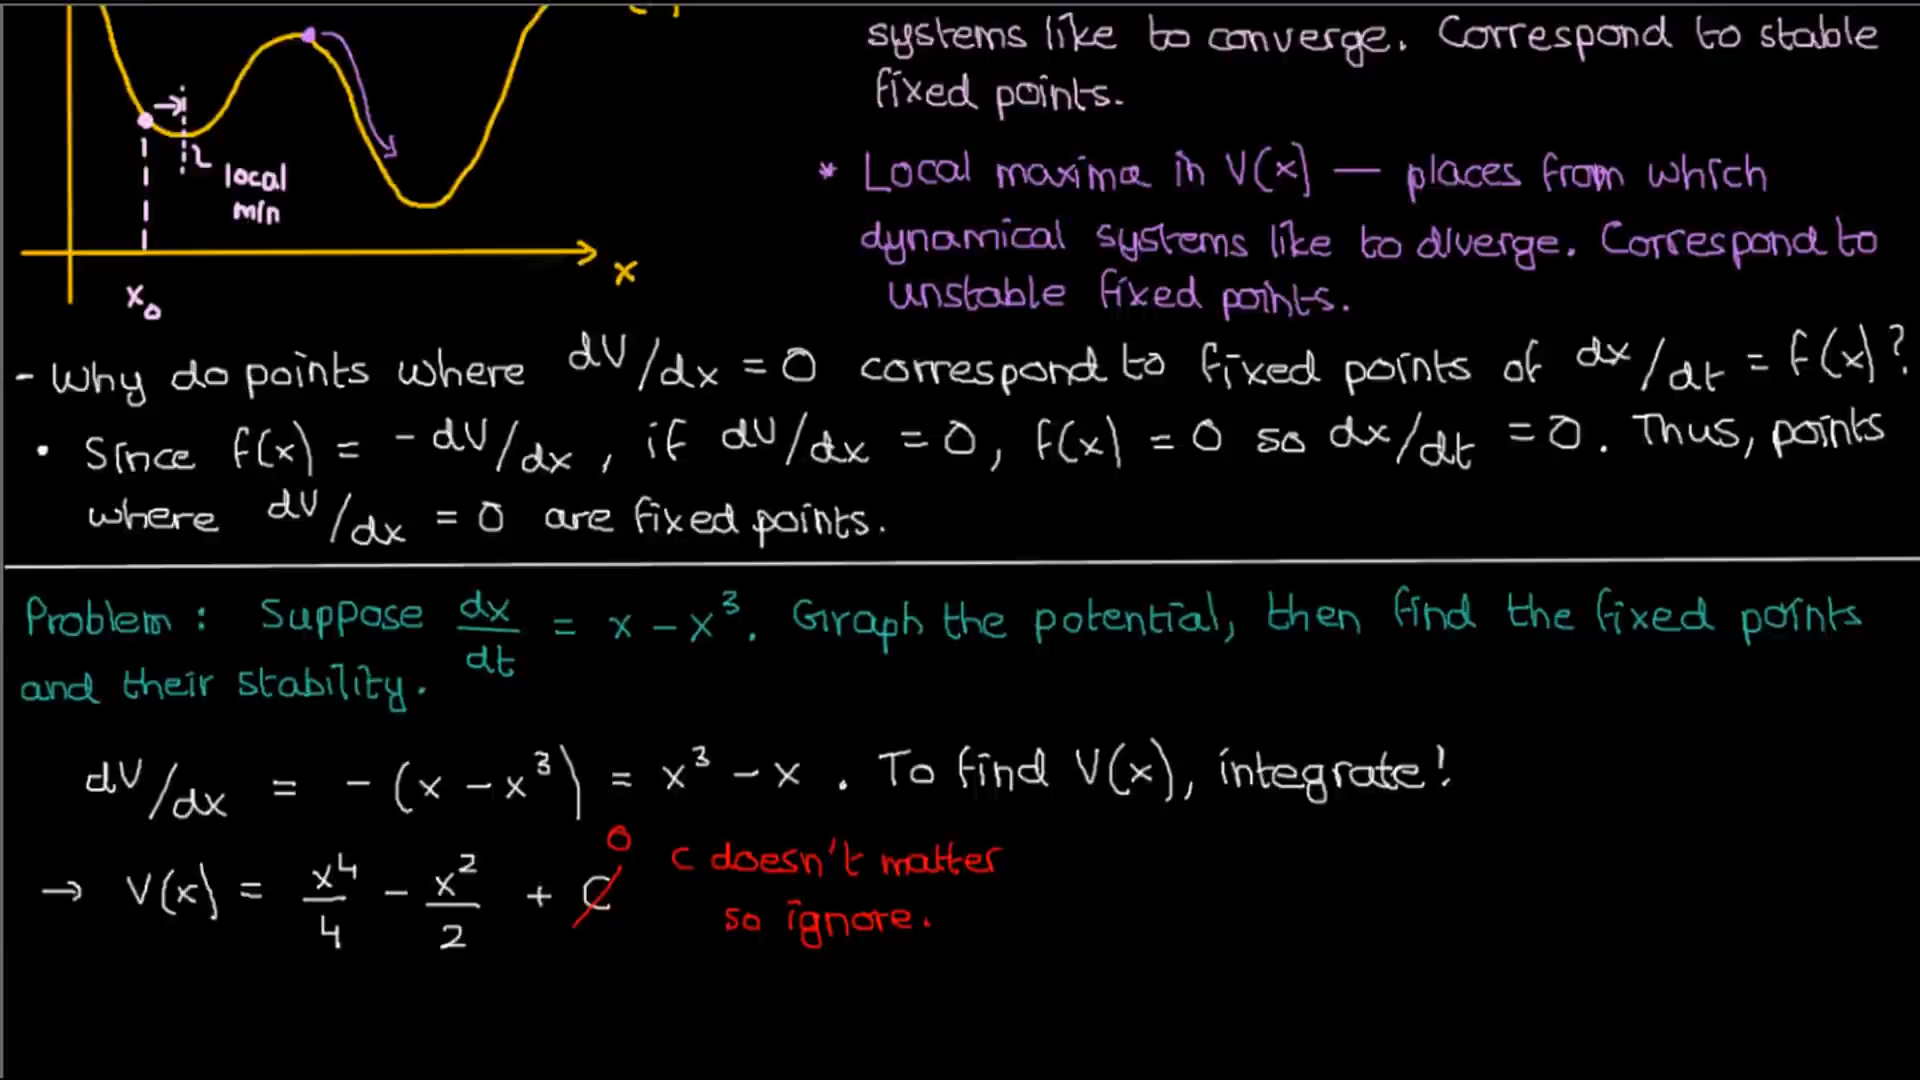 systems like to converge. Correspond to stable
fixed points.
local
min
* Local maxima in V(x) — places from which
dynamical systems like to diverge. Correspond to
unstable fixed points.
x
x₀
- Why do points where dV/dx = 0 correspond to fixed points of dx/dt = f(x)?
• Since f(x) = -dV/dx, if dV/dx = 0, f(x) = 0 so dx/dt = 0. Thus, points
where dV/dx = 0 are fixed points.
Problem: Suppose dx/dt = x - x³. Graph the potential, then find the fixed points
and their stability.
dV/dx = -(x - x³) = x³ - x. To find V(x), integrate!
→ V(x) = x⁴/4 - x²/2 + C 0
C doesn't matter
so ignore.